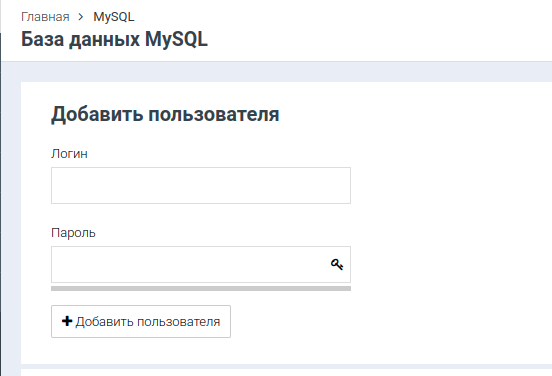 Главная > MySQL
База данных MySQL
Добавить пользователя
Логин
Пароль
Добавить пользователя